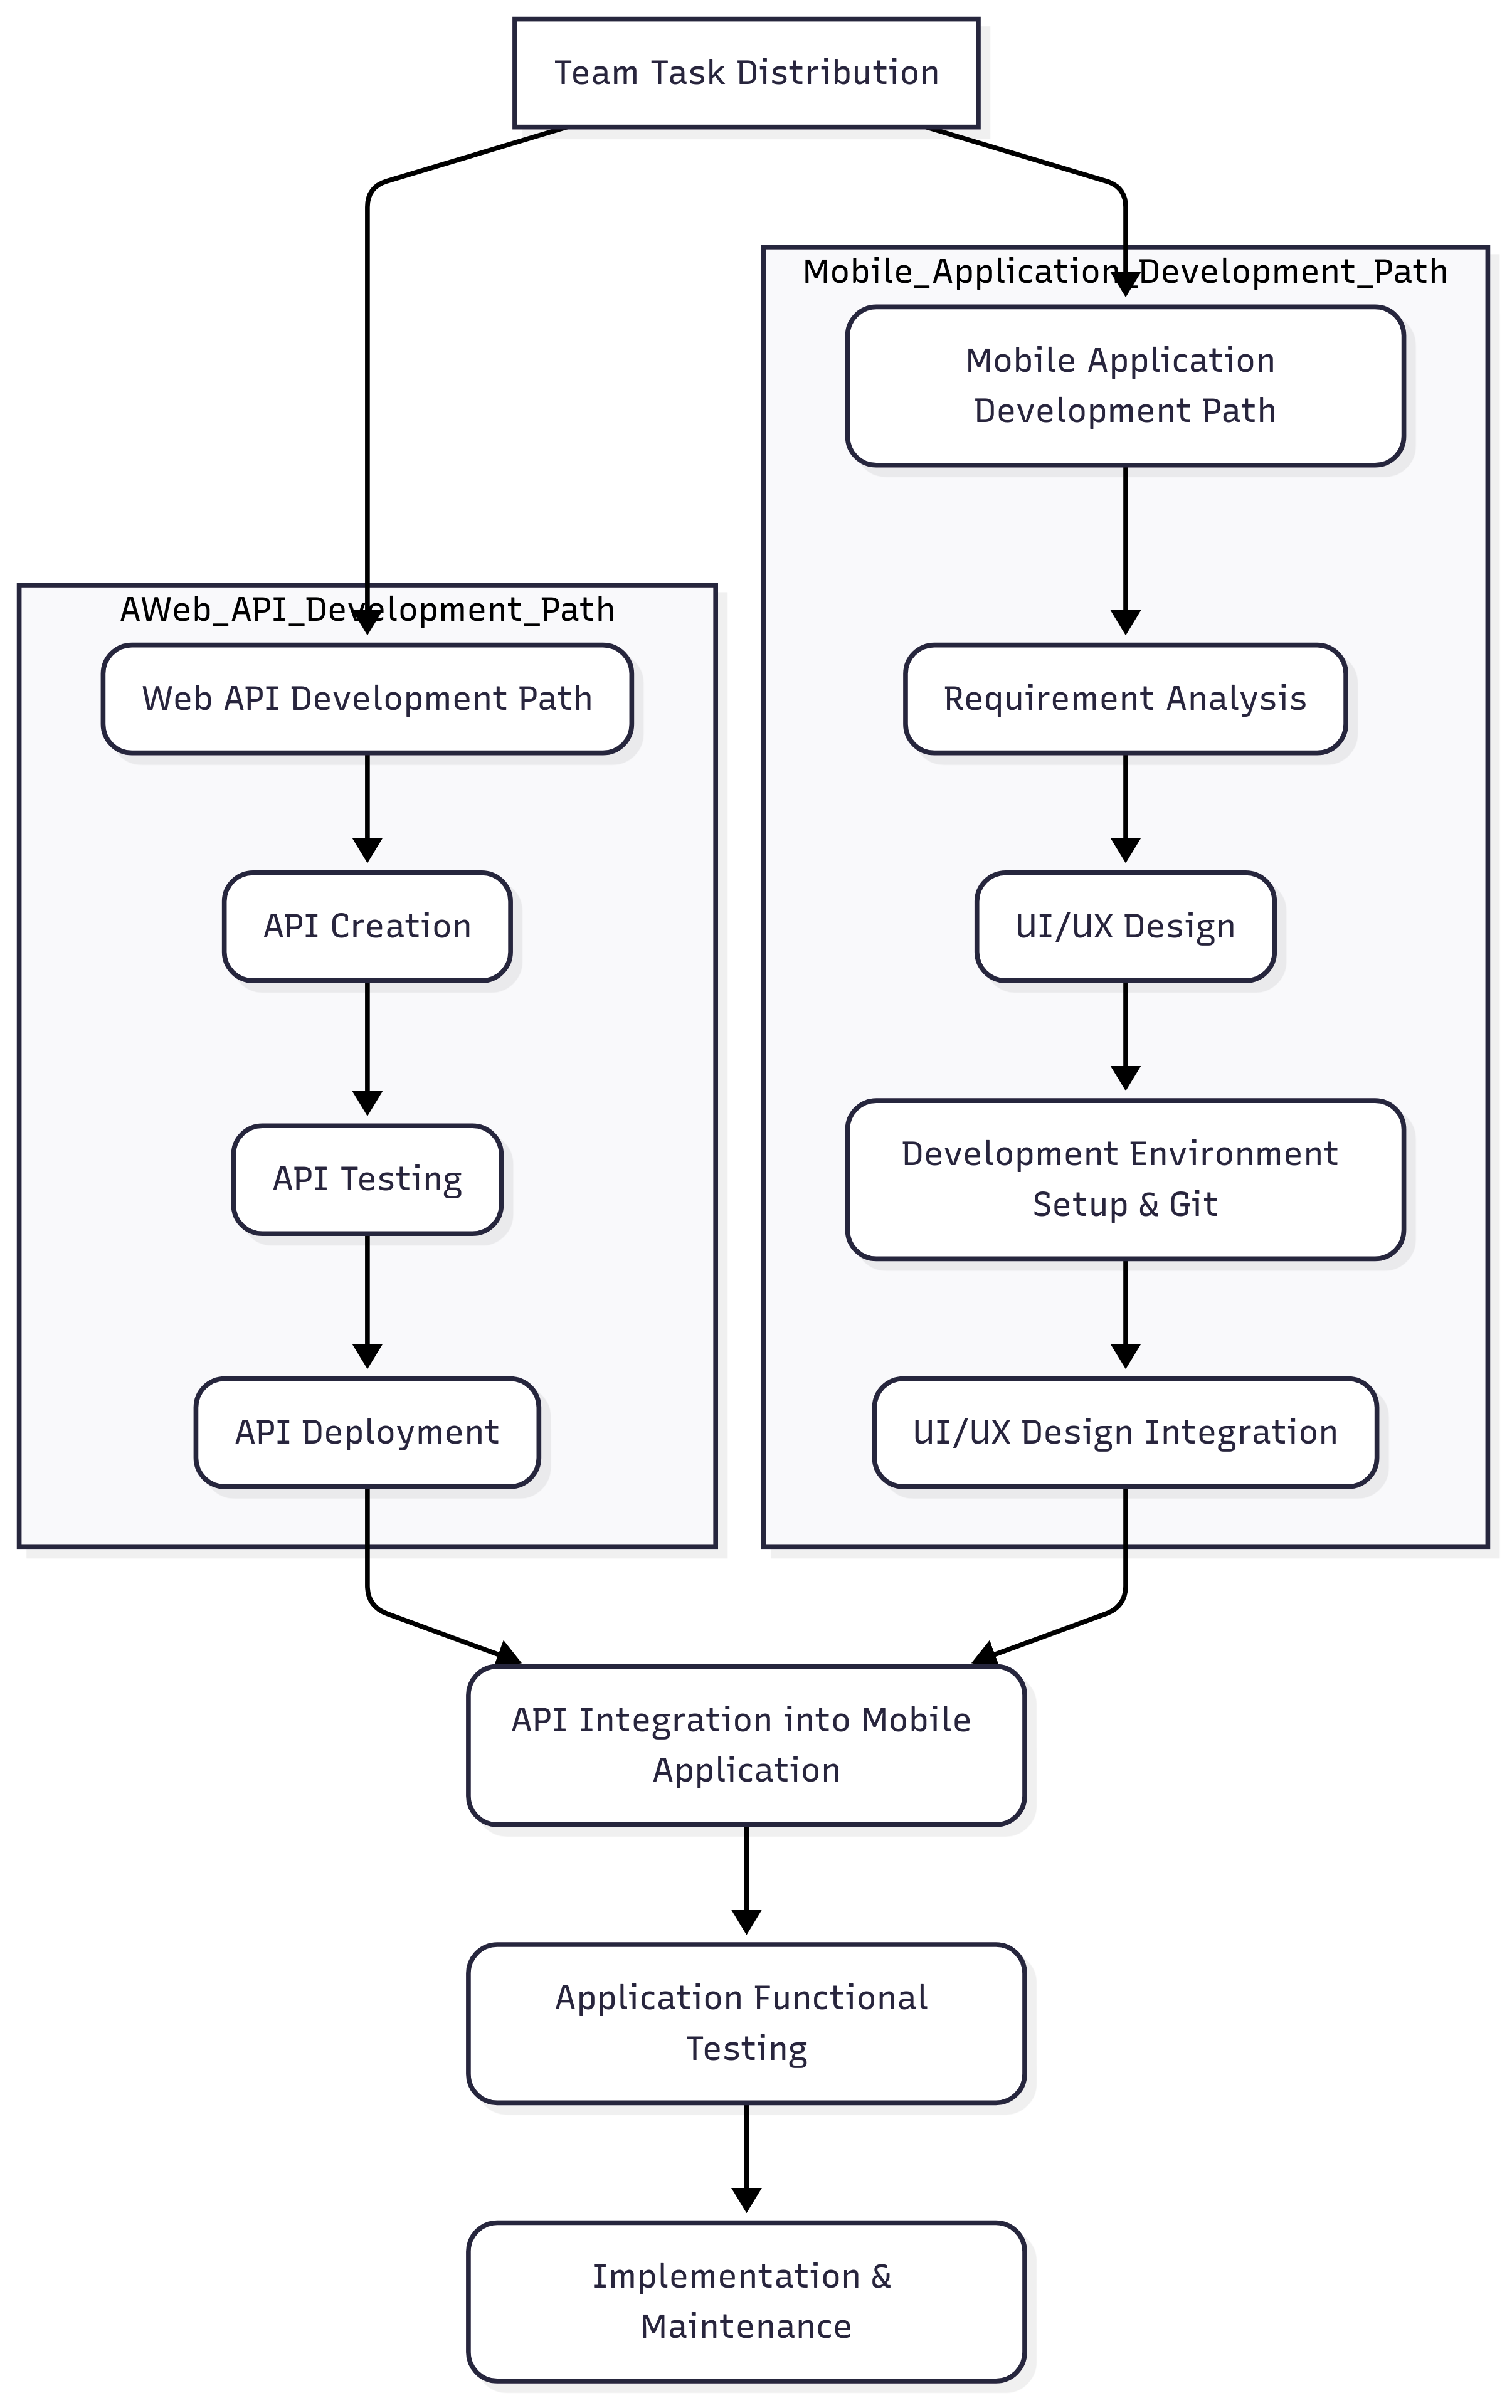 Team Task Distribution
Mobile_Application_Development_Path
Mobile Application
Development Path
AWeb_API_Development_Path
Web API Development Path
Requirement Analysis
API Creation
UI/UX Design
API Testing
Development Environment
Setup & Git
API Deployment
UI/UX Design Integration
API Integration into Mobile
Application
Application Functional
Testing
Implementation &
Maintenance